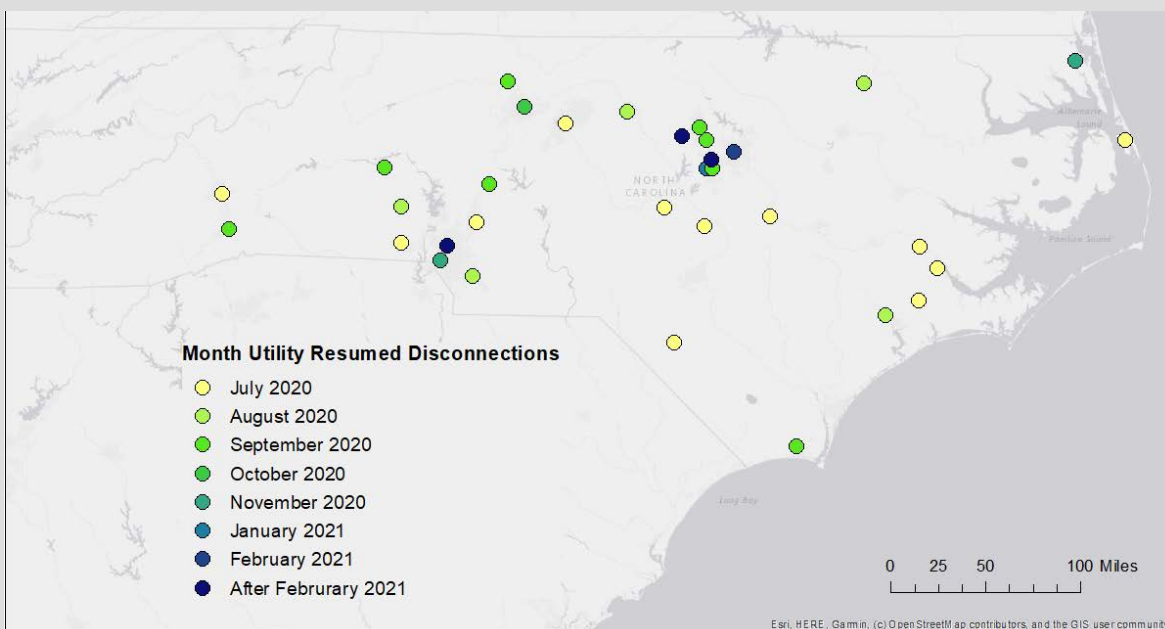 Albemarle
Sound
NORTH
CAROLINA
Pamlico Sound
Month Utility Resumed Disconnections
July 2020
August 2020
September 2020
October 2020
November 2020
January 2021
February 2021
After Februrary 2021
Long Bay
0 25 50 100 Miles
Esri, HERE, Garmin, (c) OpenStreetMap contributors, and the GIS user communit